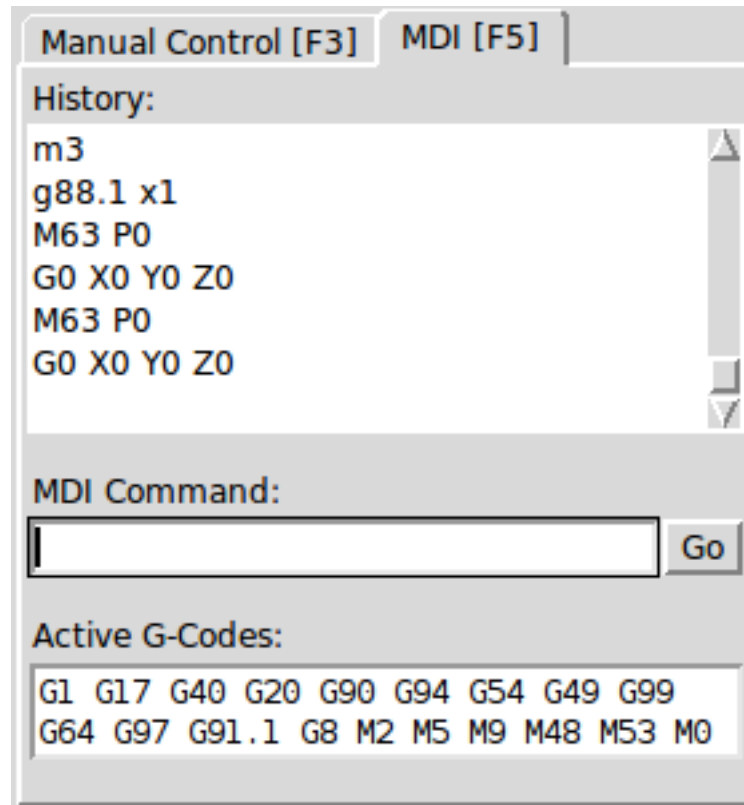 Manual Control [F3] MDI [F5]
History:
m3
g88.1 x1
M63 P0
G0 X0 Y0 Z0
M63 P0
G0 X0 Y0 Z0
MDI Command:
Go
Active G-Codes:
G1 G17 G40 G20 G90 G94 G54 G49 G99
G64 G97 G91.1 G8 M2 M5 M9 M48 M53 M0